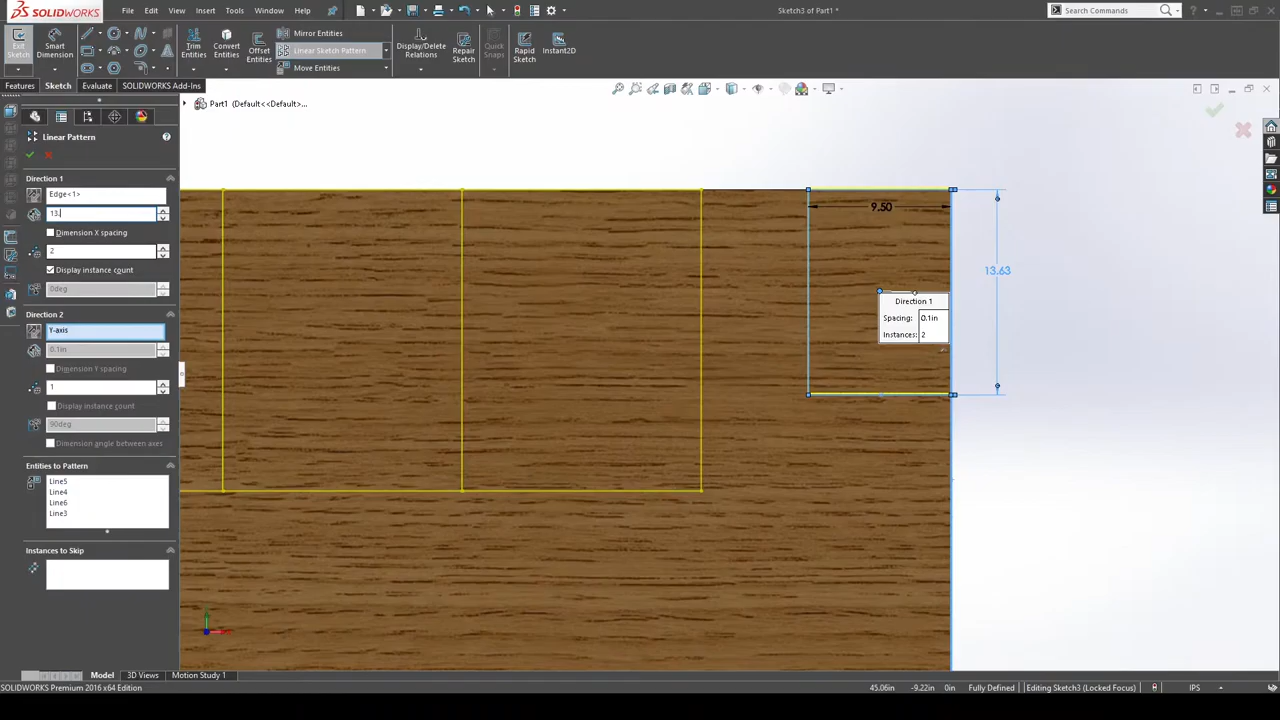 SOLIDWORKS
File Edit View Insert Tools Window Help
Sketch3 of Part1 *
Search Commands
Exit Sketch
Smart Dimension
Trim Entities
Convert Entities
Offset Entities
Mirror Entities
Linear Sketch Pattern
Move Entities
Display/Delete Relations
Repair Sketch
Quick Snaps
Rapid Sketch
Instant2D
Features Sketch Evaluate SOLIDWORKS Add-Ins
Part1 (Default<<Default>...
Linear Pattern
Direction 1
Edge<1>
13.
Dimension X spacing
2
Display instance count
0deg
Direction 2
Y-axis
0.1in
Dimension Y spacing
1
Display instance count
90deg
Dimension angle between axes
Entities to Pattern
Line5
Line4
Line6
Line3
Instances to Skip
9.50
13.63
Direction 1
Spacing: 0.1in
Instances: 2
Model 3D Views Motion Study 1
SOLIDWORKS Premium 2016 x64 Edition
45.06in -9.22in 0in Fully Defined Editing Sketch3 (Locked Focus) IPS